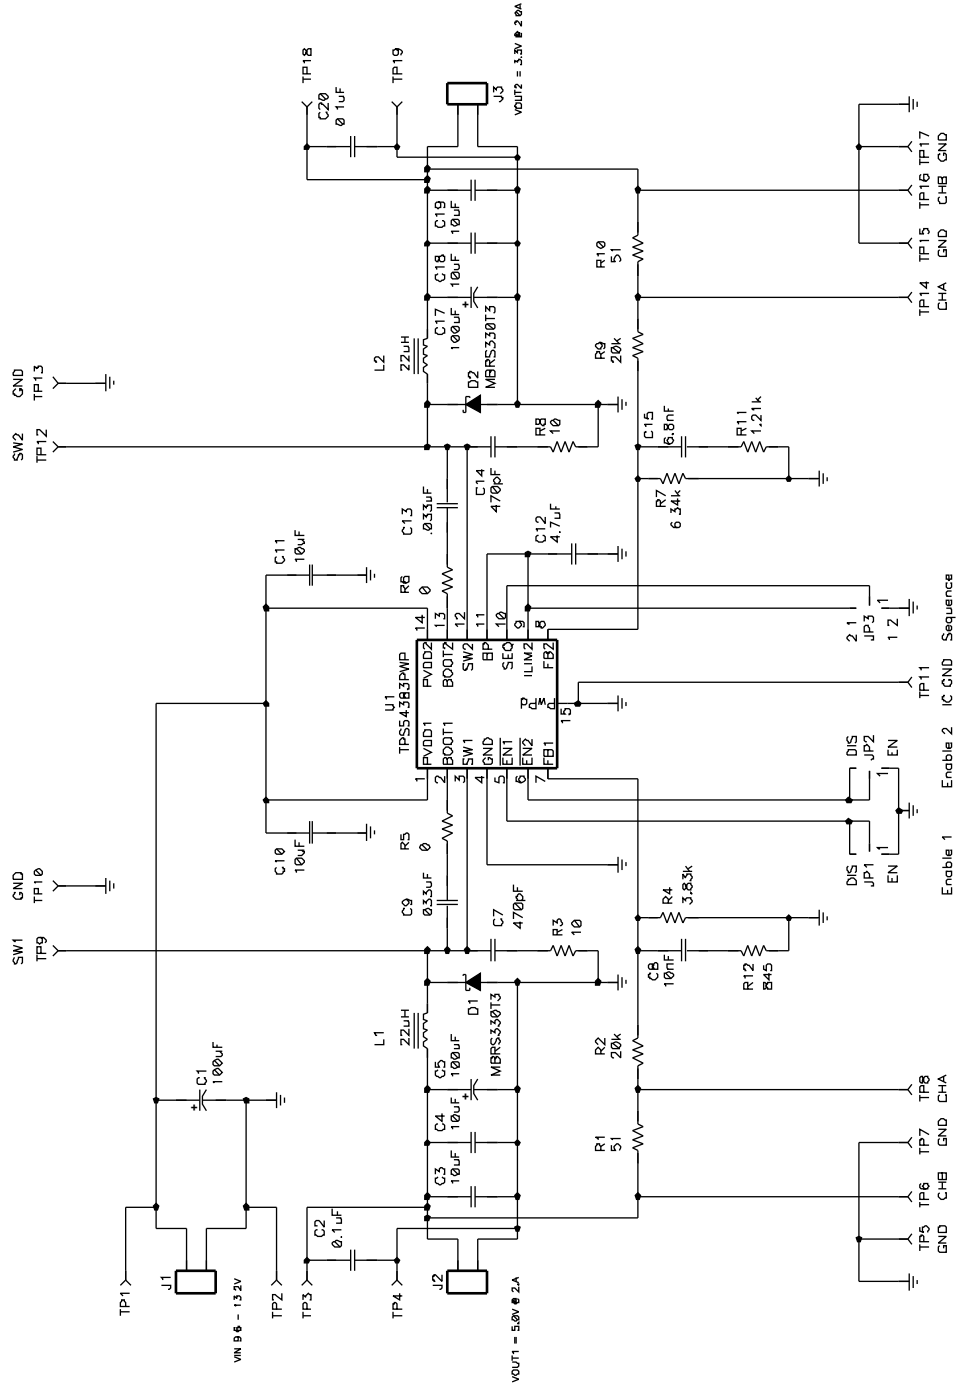 TP1
J1
VIN 9.6 - 13.2V
TP2
C1
100uF
TP3
TP4
C2
0.1uF
J2
VOUT1 = 5.0V @ 2.A
C3
10uF
C4
10uF
C5
100uF
L1
22uH
D1
MBRS330T3
SW1
TP9
GND
TP10
C7
470pF
R3
10
C9
.033uF
R5
0
C10
10uF
C11
10uF
U1
TPS54383PWP
1 PVDD1
2 BOOT1
3 SW1
4 GND
5 EN1
6 EN2
7 FB1
PVDD2 14
BOOT2 13
SW2 12
BP 11
SEQ 10
ILIM2 9
FB2 8
PwPd
15
R6
0
C13
.033uF
SW2
TP12
GND
TP13
C14
470pF
R8
10
C12
4.7uF
L2
22uH
D2
MBRS330T3
C17
100uF
C18
10uF
C19
10uF
C20
0.1uF
TP18
TP19
J3
VOUT2 = 3.3V @ 2.0A
R1
51
R2
20k
C8
10nF
R4
3.83k
R12
845
R7
6.34k
C15
6.8nF
R11
1.21k
R9
20k
R10
51
TP5
GND
TP6
CHB
TP7
GND
TP8
CHA
DIS
JP1
1
EN
Enable 1
DIS
JP2
1
EN
Enable 2
TP11
IC GND
2 1
JP3
1 2 1
Sequence
TP14
CHA
TP15
GND
TP16
CHB
TP17
GND